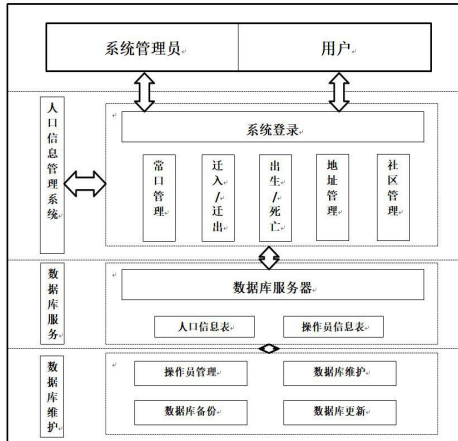 系统管理员
用户
人口信息管理系统
系统登录
常口管理
迁入/迁出
出生/死亡
地址管理
社区管理
数据库服务
数据库服务器
人口信息表
操作员信息表
数据库维护
操作员管理
数据库维护
数据库备份
数据库更新